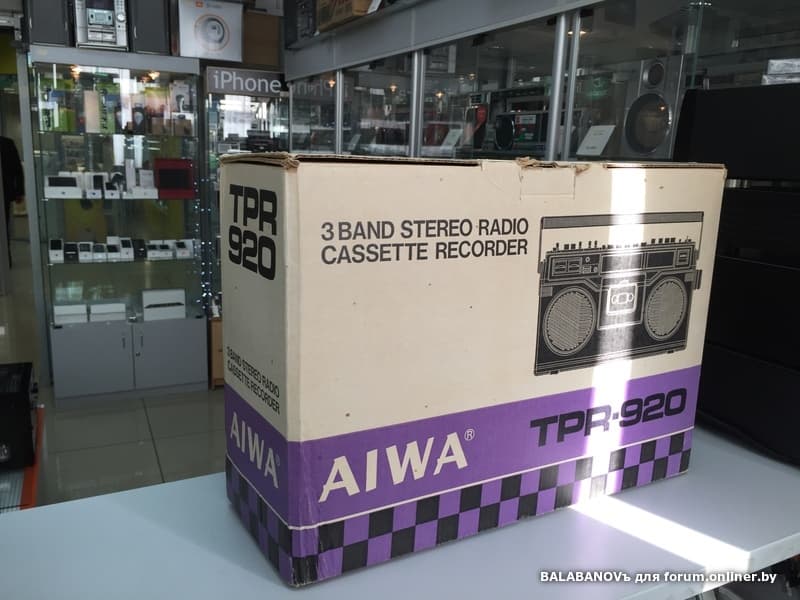 iPhone
TPR
920
3 BAND STEREO RADIO
CASSETTE RECORDER
3 BAND STEREO RADIO
CASSETTE RECORDER
AIWA
AIWA®
TPR-920
BALABANOVъ для forum.onliner.by